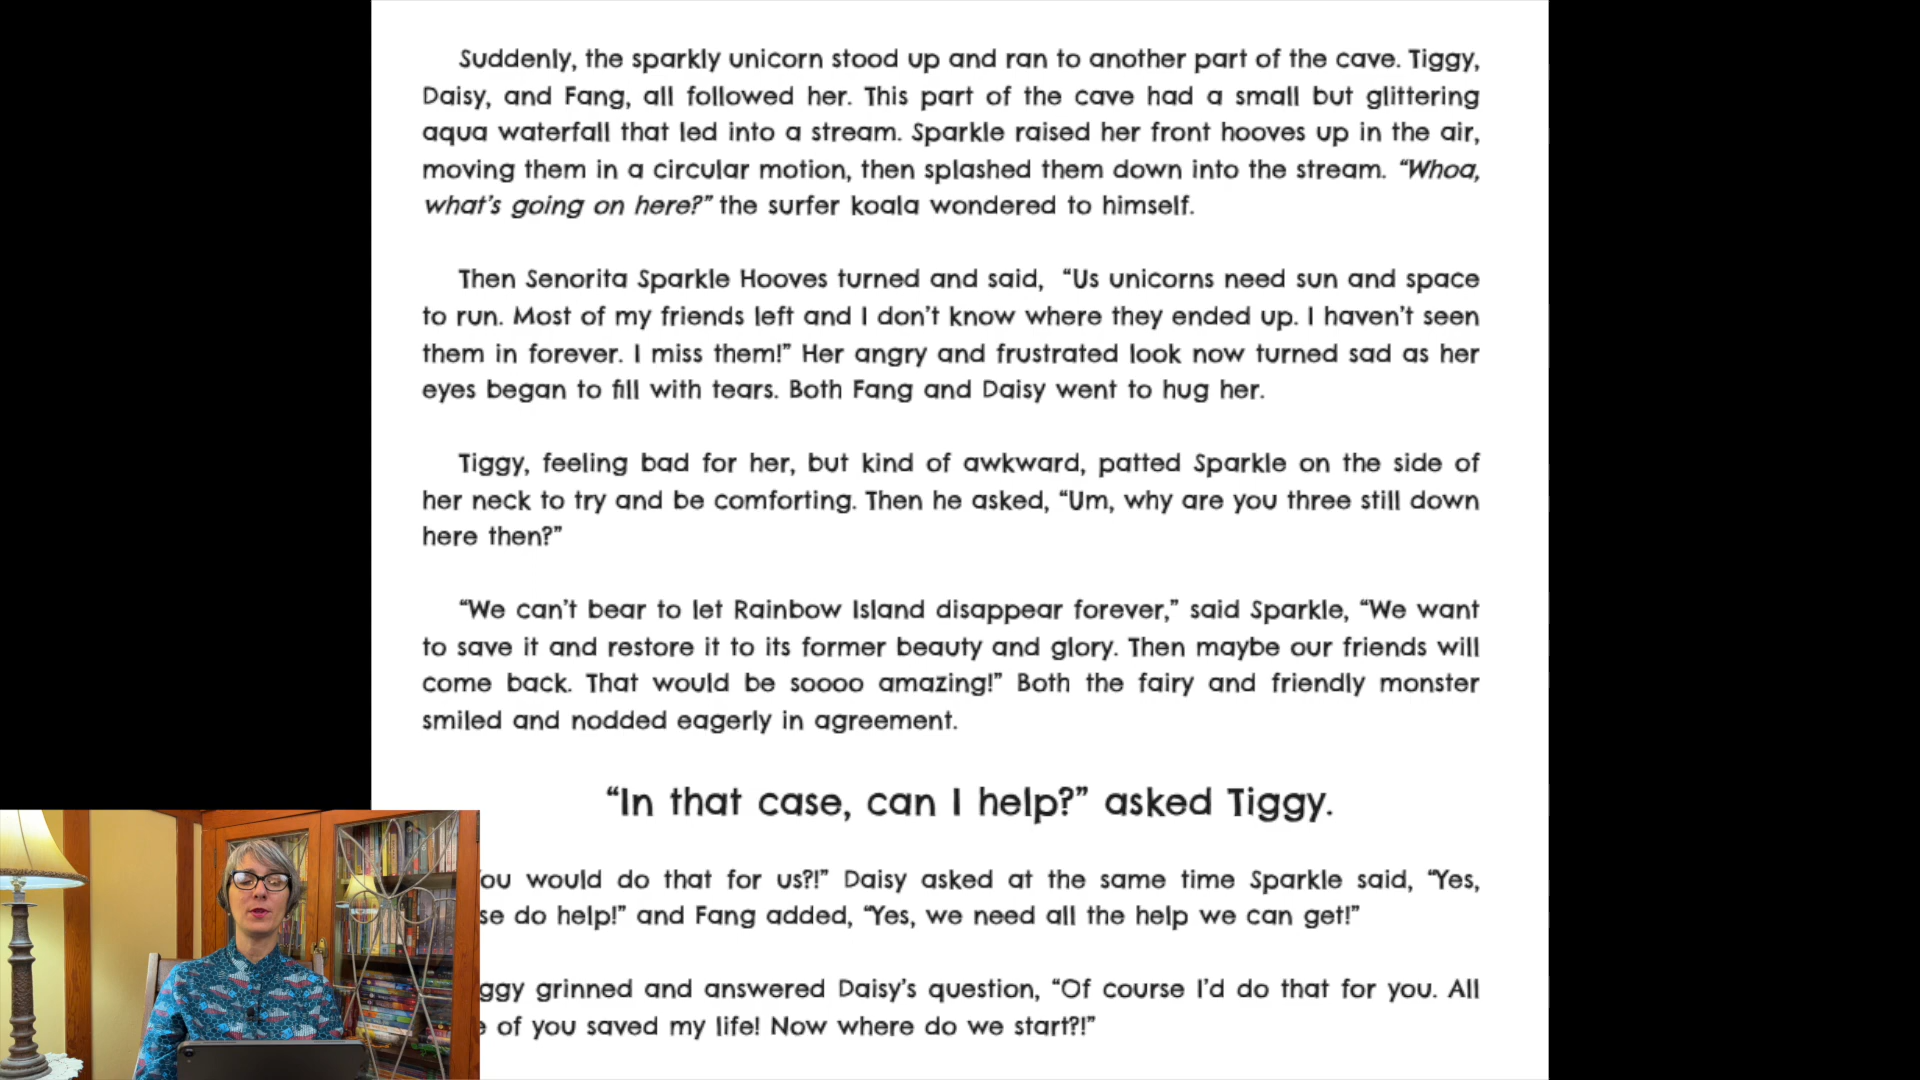 Suddenly, the sparkly unicorn stood up and ran to another part of the cave. Tiggy,
Daisy, and Fang, all followed her. This part of the cave had a small but glittering
aqua waterfall that led into a stream. Sparkle raised her front hooves up in the air,
moving them in a circular motion, then splashed them down into the stream. “Whoa,
what’s going on here?” the surfer koala wondered to himself.
Then Senorita Sparkle Hooves turned and said, “Us unicorns need sun and space
to run. Most of my friends left and I don’t know where they ended up. I haven’t seen
them in forever. I miss them!” Her angry and frustrated look now turned sad as her
eyes began to fill with tears. Both Fang and Daisy went to hug her.
Tiggy, feeling bad for her, but kind of awkward, patted Sparkle on the side of
her neck to try and be comforting. Then he asked, “Um, why are you three still down
here then?”
“We can’t bear to let Rainbow Island disappear forever,” said Sparkle, “We want
to save it and restore it to its former beauty and glory. Then maybe our friends will
come back. That would be soooo amazing!” Both the fairy and friendly monster
smiled and nodded eagerly in agreement.
“In that case, can I help?” asked Tiggy.
would do that for us?!” Daisy asked at the same time Sparkle said, “Yes,
do help!” and Fang added, “Yes, we need all the help we can get!”
grinned and answered Daisy’s question, “Of course I’d do that for you. All
of you saved my life! Now where do we start?!”